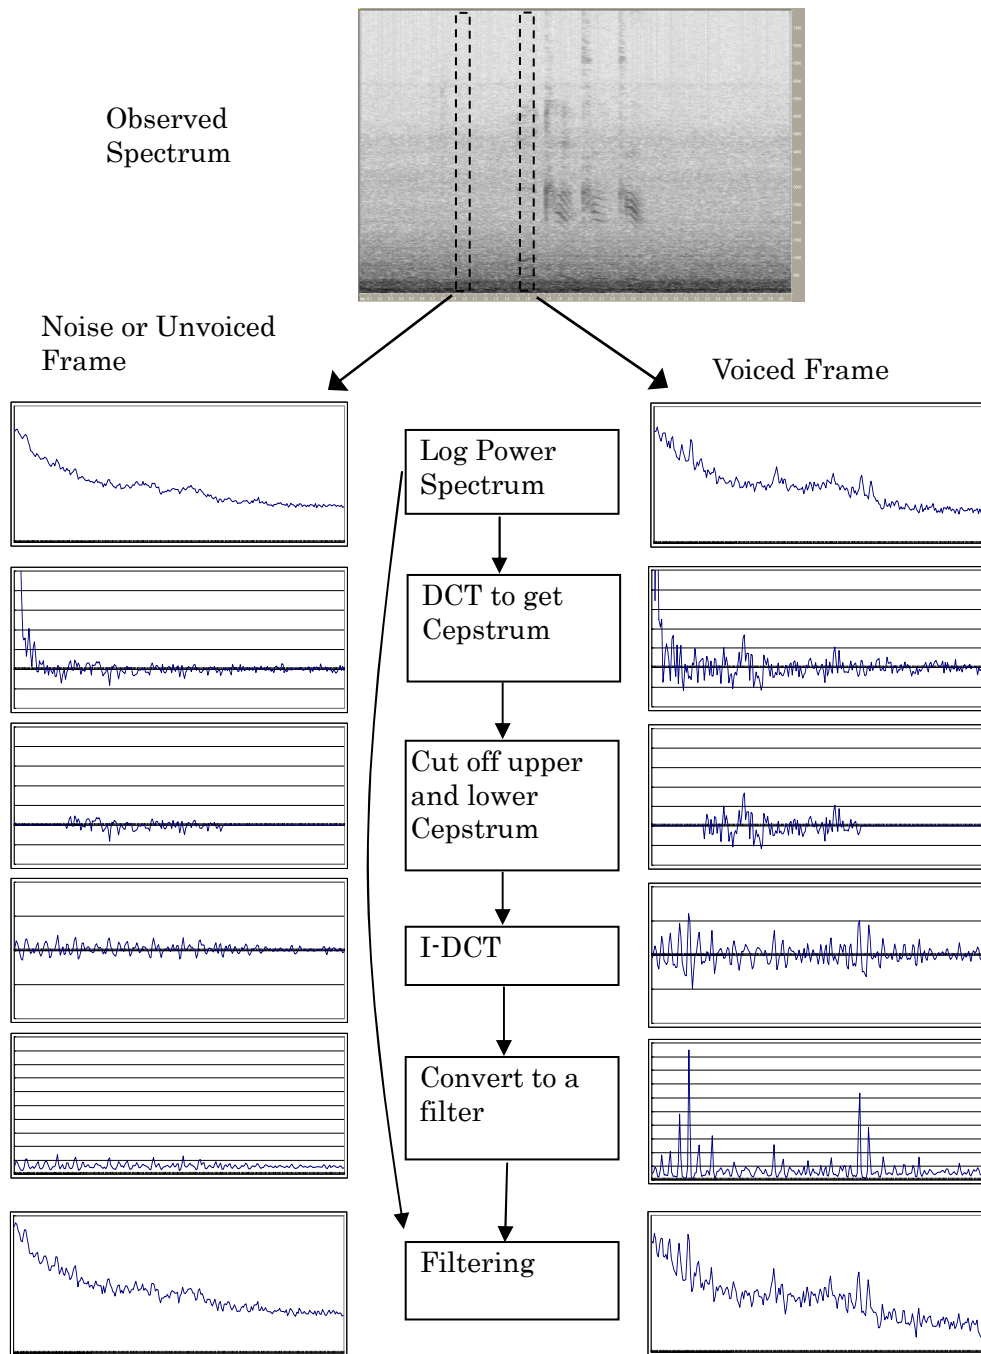 Observed
Spectrum
Noise or Unvoiced
Frame
Voiced Frame
Log Power
Spectrum
DCT to get
Cepstrum
Cut off upper
and lower
Cepstrum
I-DCT
Convert to a
filter
Filtering